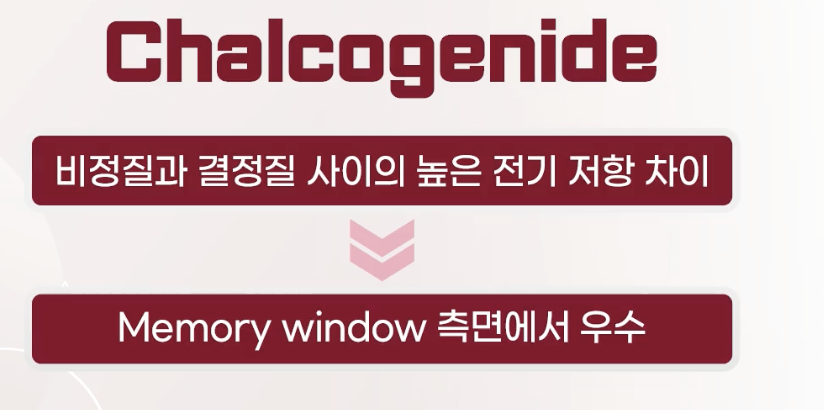 Chalcogenide
비정질과 결정질 사이의 높은 전기 저항 차이
Memory window 측면에서 우수